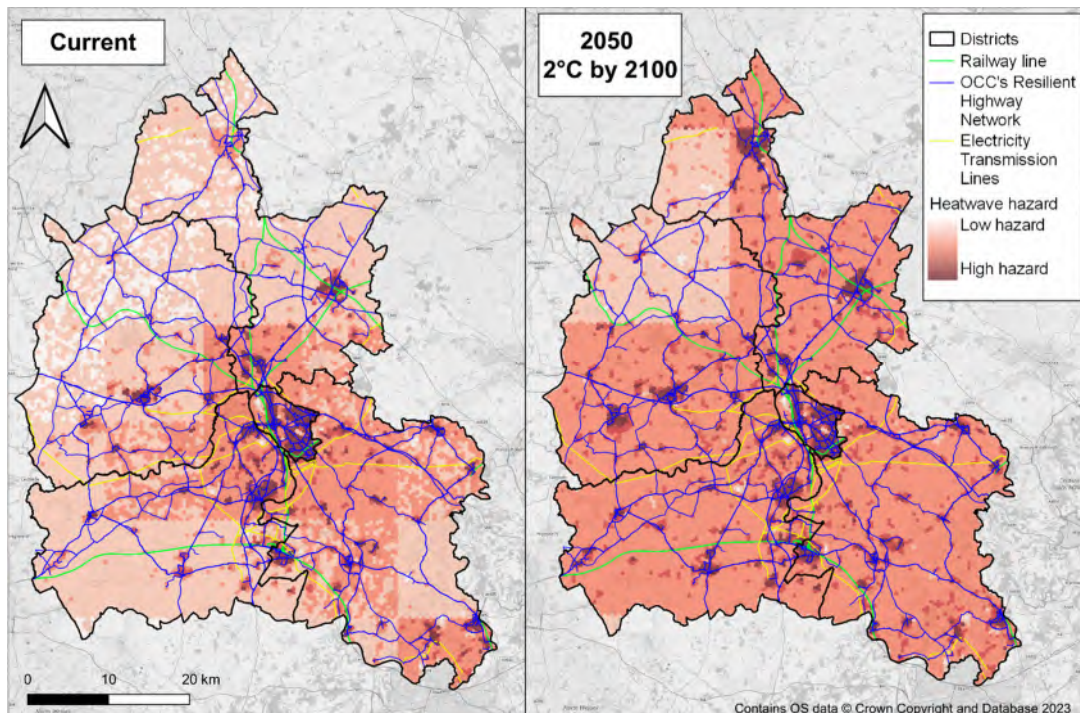 Current
2050
2°C by 2100
Districts
Railway line
OCC's Resilient
Highway
Network
Electricity
Transmission
Lines
Heatwave hazard
Low hazard
High hazard
0 10 20 km
Contains OS data © Crown Copyright and Database 2023